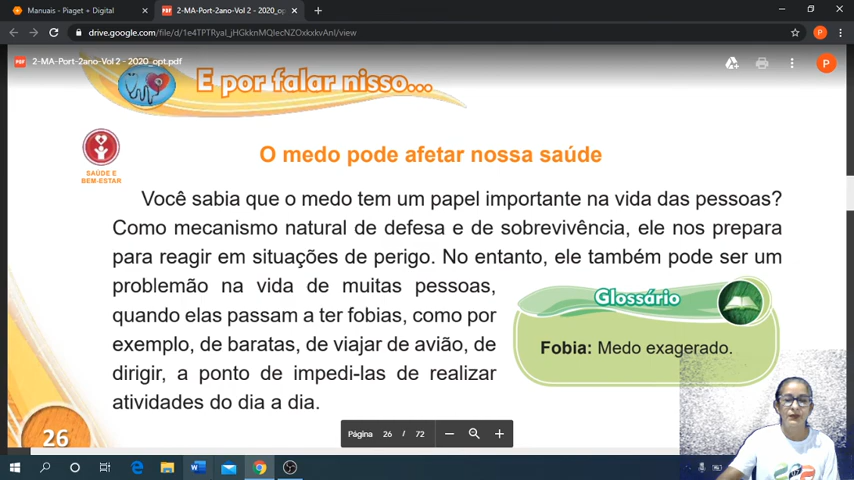 Manuais - Piaget + Digital
2-MA-Port-2ano-Vol 2 - 2020_op
drive.google.com/file/d/1e4TPTRyaI_jHGkknMQIecNZOxkxkvAnI/view
2-MA-Port-2ano-Vol 2 - 2020_opt.pdf
E por falar nisso...
SAÚDE E
BEM-ESTAR
O medo pode afetar nossa saúde
Você sabia que o medo tem um papel importante na vida das pessoas?
Como mecanismo natural de defesa e de sobrevivência, ele nos prepara
para reagir em situações de perigo. No entanto, ele também pode ser um
problemão na vida de muitas pessoas,
quando elas passam a ter fobias, como por
exemplo, de baratas, de viajar de avião, de
dirigir, a ponto de impedi-las de realizar
atividades do dia a dia.
Glossário
Fobia: Medo exagerado.
26
Página 26 / 72